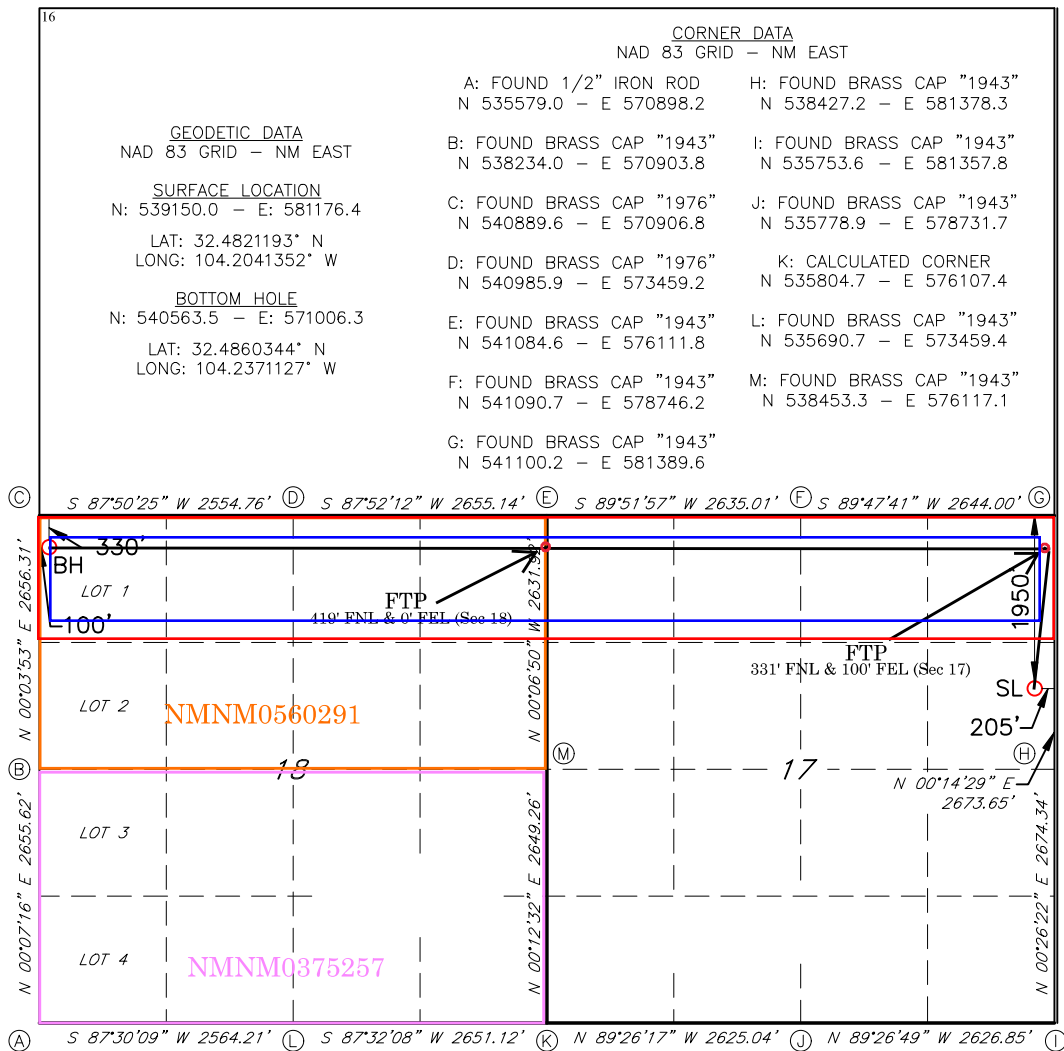 16
CORNER DATA
NAD 83 GRID – NM EAST
A: FOUND 1/2" IRON ROD
N 535579.0 – E 570898.2
B: FOUND BRASS CAP "1943"
N 538234.0 – E 570903.8
C: FOUND BRASS CAP "1976"
N 540889.6 – E 570906.8
D: FOUND BRASS CAP "1976"
N 540985.9 – E 573459.2
E: FOUND BRASS CAP "1943"
N 541084.6 – E 576111.8
F: FOUND BRASS CAP "1943"
N 541090.7 – E 578746.2
G: FOUND BRASS CAP "1943"
N 541100.2 – E 581389.6
H: FOUND BRASS CAP "1943"
N 538427.2 – E 581378.3
I: FOUND BRASS CAP "1943"
N 535753.6 – E 581357.8
J: FOUND BRASS CAP "1943"
N 535778.9 – E 578731.7
K: CALCULATED CORNER
N 535804.7 – E 576107.4
L: FOUND BRASS CAP "1943"
N 535690.7 – E 573459.4
M: FOUND BRASS CAP "1943"
N 538453.3 – E 576117.1
GEODETIC DATA
NAD 83 GRID – NM EAST
SURFACE LOCATION
N: 539150.0 – E: 581176.4
LAT: 32.4821193° N
LONG: 104.2041352° W
BOTTOM HOLE
N: 540563.5 – E: 571006.3
LAT: 32.4860344° N
LONG: 104.2371127° W
C
S 87°50'25" W 2554.76'
D
S 87°52'12" W 2655.14'
E
S 89°51'57" W 2635.01'
F
S 89°47'41" W 2644.00'
G
N 00°03'53" E 2656.31'
330'
BH
LOT 1
100'
FTP
419' FNL & 0' FEL (Sec 18)
N 00°06'50" W 2631.92'
FTP
331' FNL & 100' FEL (Sec 17)
1950'
SL
205'
LOT 2
NMNM0560291
B
18
M
17
H
N 00°14'29" E
2673.65'
N 00°07'16" E 2655.62'
LOT 3
N 00°12'32" E 2649.26'
N 00°26'22" E 2674.34'
LOT 4
NMNM0375257
A
S 87°30'09" W 2564.21'
L
S 87°32'08" W 2651.12'
K
N 89°26'17" W 2625.04'
J
N 89°26'49" W 2626.85'
I